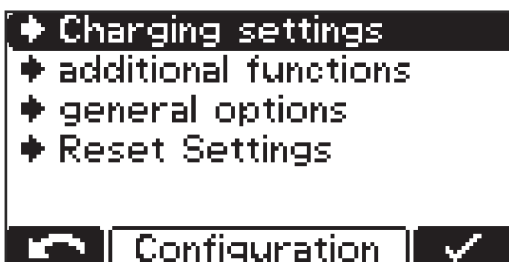 Charging settings
additional functions
general options
Reset Settings
Configuration